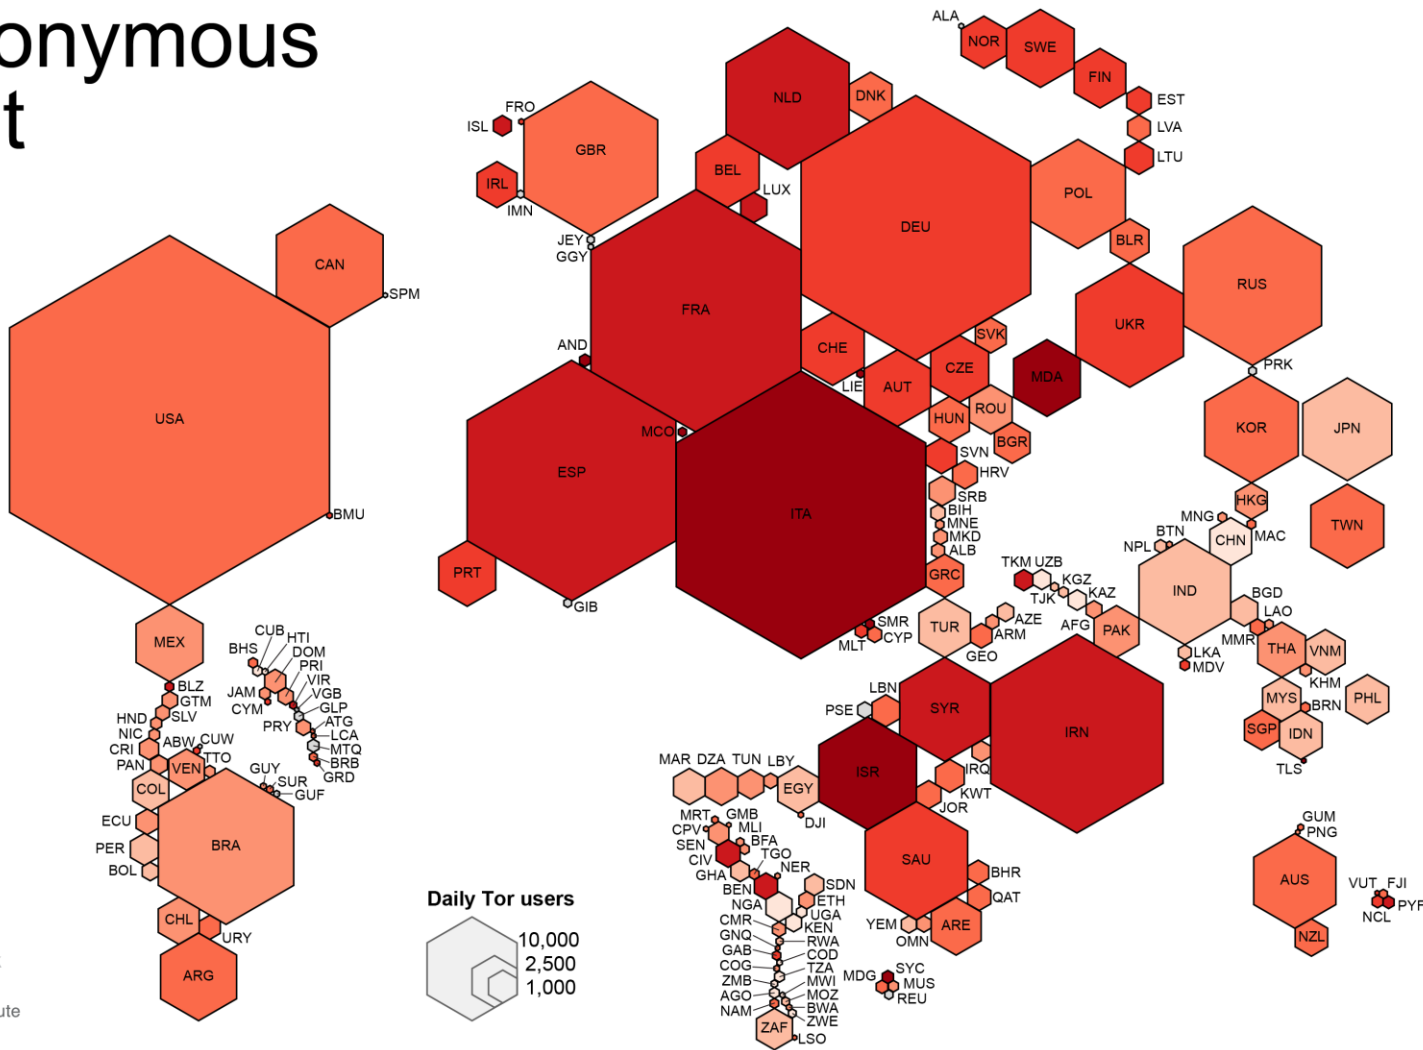 onymous
t
ALA
NOR
SWE
FIN
EST
LVA
LTU
NLD
DNK
FRO
ISL
GBR
IRL
IMN
JEY
GGY
BEL
LUX
DEU
POL
BLR
CAN
SPM
USA
BMU
FRA
AND
CHE
LIE
AUT
CZE
SVK
MDA
UKR
RUS
PRK
HUN
ROU
BGR
KOR
JPN
MCO
ESP
ITA
SVN
HRV
SRB
BIH
MNE
MKD
ALB
GRC
HKG
MNG
MAC
TWN
BTN
NPL
CHN
PRT
GIB
TKM
UZB
TJK
KGZ
KAZ
AFG
PAK
IND
BGD
LAO
MMR
LKA
MDV
THA
VNM
KHM
MYS
BRN
PHL
SGP
IDN
TLS
SMR
MLT
CYP
TUR
AZE
ARM
GEO
MEX
BLZ
GTM
SLV
HND
NIC
CRI
PAN
CUB
HTI
BHS
DOM
PRI
VIR
JAM
VGB
CYM
GLP
PRY
ATG
LCA
MTQ
BRB
GRD
ABW
CUW
VEN
TTO
COL
GUY
SUR
GUF
ECU
PER
BOL
BRA
CHL
URY
ARG
LBN
PSE
SYR
IRN
ISR
IRQ
KWT
JOR
MAR
DZA
TUN
LBY
EGY
DJI
SAU
BHR
QAT
YEM
OMN
ARE
MRT
GMB
CPV
MLI
SEN
BFA
CIV
TGO
GHA
NER
BEN
SDN
NGA
ETH
CMR
UGA
GNQ
KEN
GAB
RWA
COG
COD
ZMB
TZA
AGO
MWI
NAM
MOZ
BWA
ZWE
ZAF
LSO
MDG
SYC
MUS
REU
GUM
PNG
AUS
NZL
VUT
FJI
NCL
PYF
Daily Tor users
10,000
2,500
1,000
ute